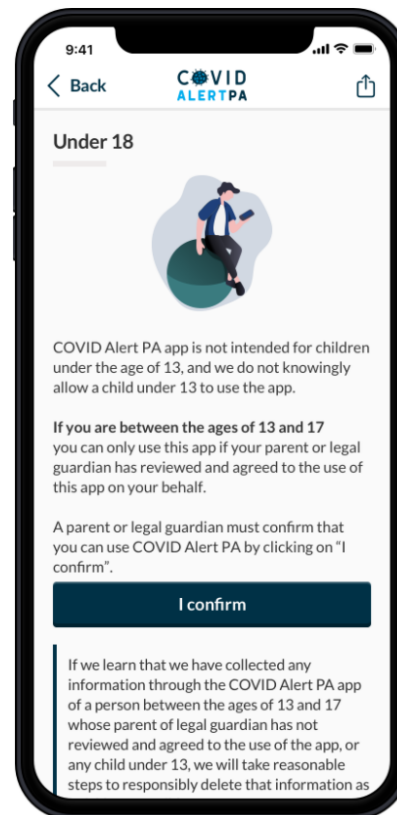 9:41
Back
COVID
ALERTPA
Under 18
COVID Alert PA app is not intended for children
under the age of 13, and we do not knowingly
allow a child under 13 to use the app.
If you are between the ages of 13 and 17
you can only use this app if your parent or legal
guardian has reviewed and agreed to the use of
this app on your behalf.
A parent or legal guardian must confirm that
you can use COVID Alert PA by clicking on “I
confirm”.
I confirm
If we learn that we have collected any
information through the COVID Alert PA app
of a person between the ages of 13 and 17
whose parent of legal guardian has not
reviewed and agreed to the use of the app, or
any child under 13, we will take reasonable
steps to responsibly delete that information as